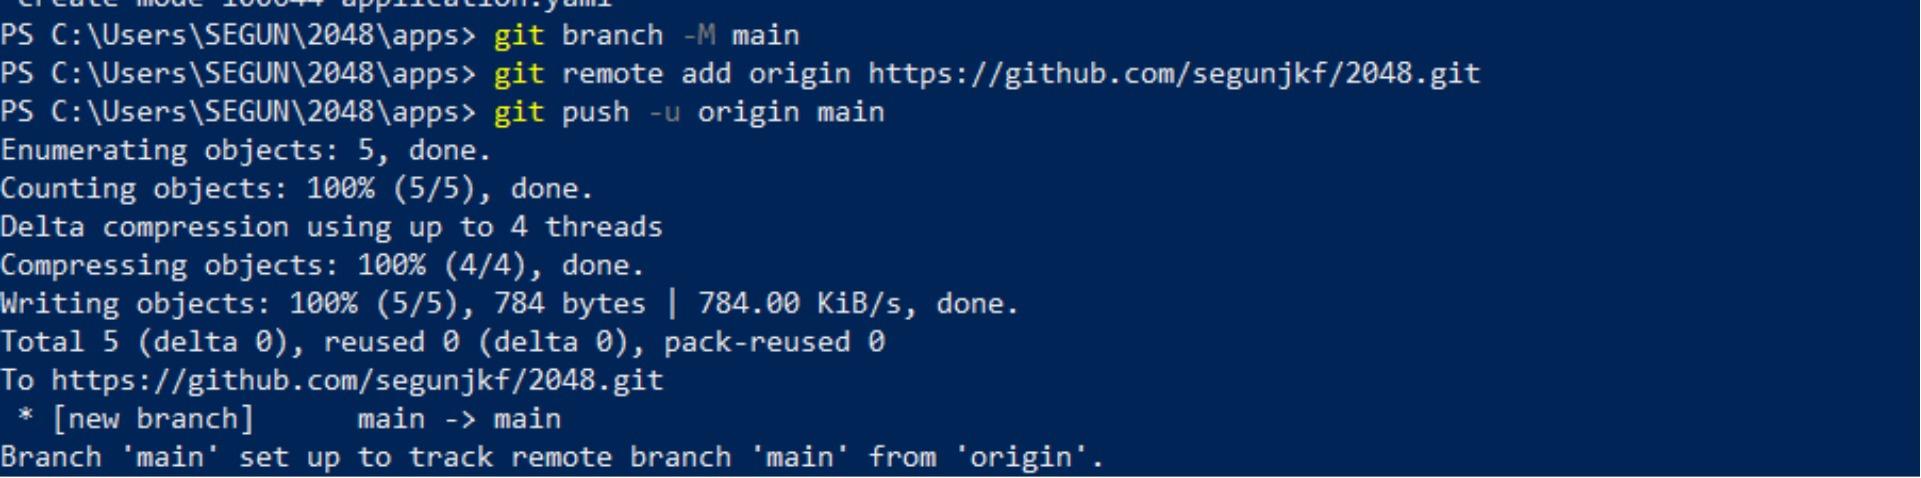 create mode 100644 application.yaml
PS C:\Users\SEGUN\2048\apps> git branch -M main
PS C:\Users\SEGUN\2048\apps> git remote add origin https://github.com/segunjkf/2048.git
PS C:\Users\SEGUN\2048\apps> git push -u origin main
Enumerating objects: 5, done.
Counting objects: 100% (5/5), done.
Delta compression using up to 4 threads
Compressing objects: 100% (4/4), done.
Writing objects: 100% (5/5), 784 bytes | 784.00 KiB/s, done.
Total 5 (delta 0), reused 0 (delta 0), pack-reused 0
To https://github.com/segunjkf/2048.git
 * [new branch]      main -> main
Branch 'main' set up to track remote branch 'main' from 'origin'.